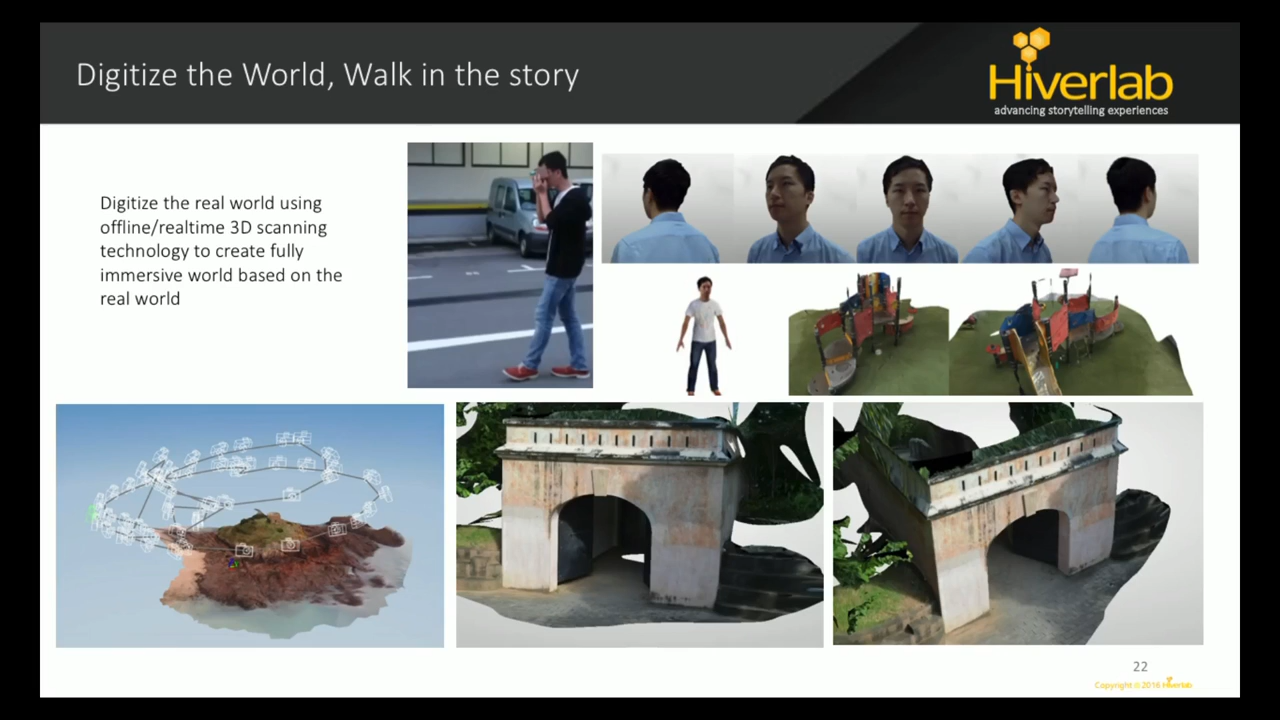 Digitize the World, Walk in the story
Hiverlab
advancing storytelling experiences
Digitize the real world using
offline/realtime 3D scanning
technology to create fully
immersive world based on the
real world
22
Copyright © 2016 Hiverlab